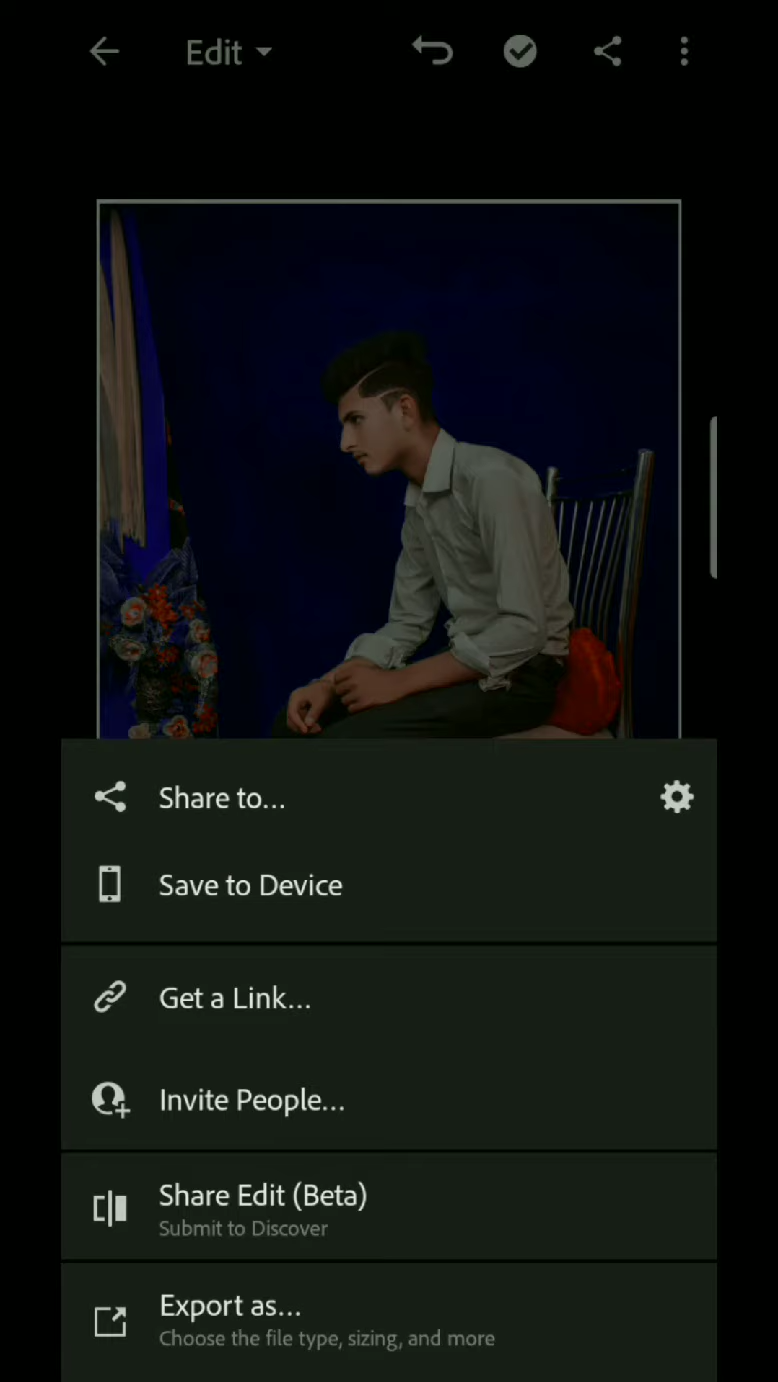 Edit
Share to...
Save to Device
Get a Link...
Invite People...
Share Edit (Beta)
Submit to Discover
Export as...
Choose the file type, sizing, and more